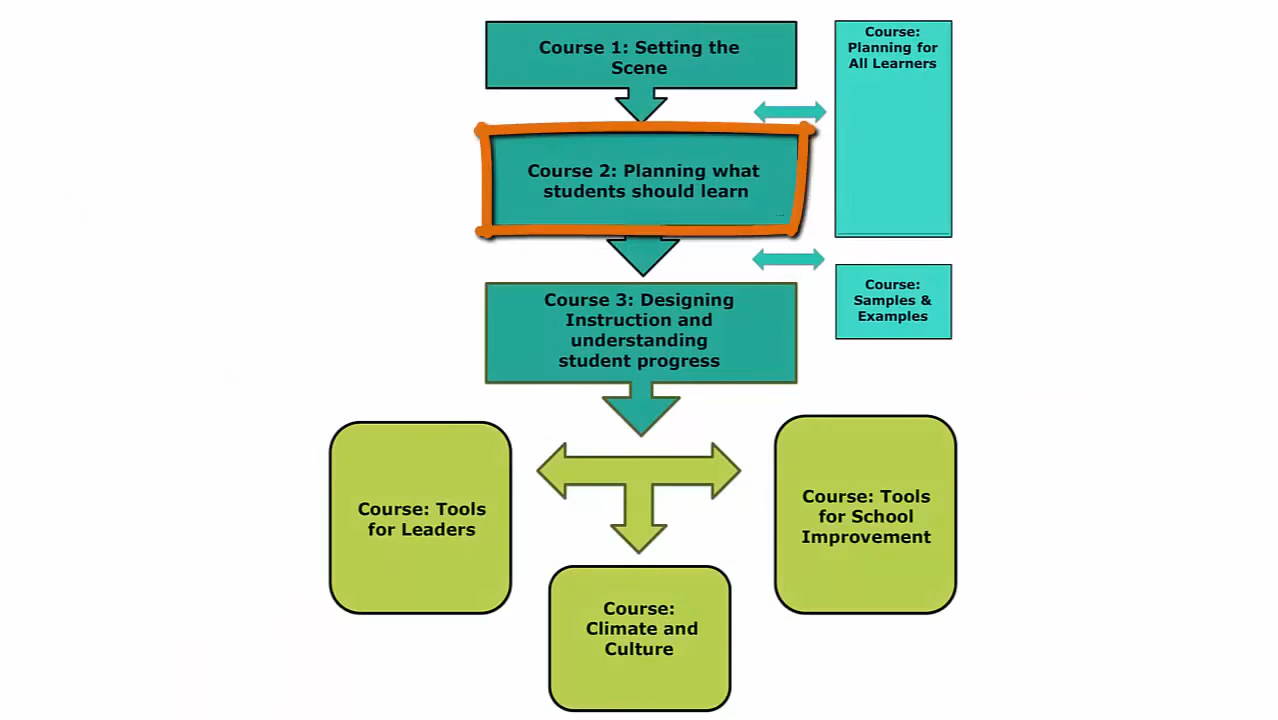 Course 1: Setting the
Scene
Course:
Planning for
All Learners
Course 2: Planning what
students should learn
...
Course:
Samples &
Examples
Course 3: Designing
Instruction and
understanding
student progress
Course: Tools
for Leaders
Course: Tools
for School
Improvement
Course:
Climate and
Culture